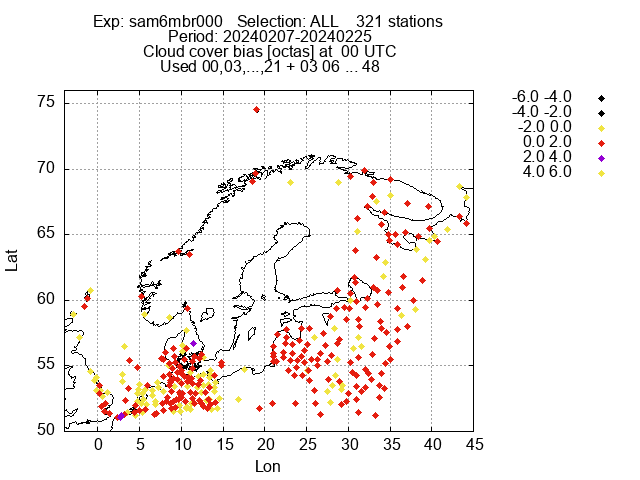 Exp: sam6mbr000 Selection: ALL 321 stations
Period: 20240207-20240225
Cloud cover bias [octas] at 00 UTC
Used 00,03,...,21 + 03 06 ... 48
-6.0 -4.0
-4.0 -2.0
-2.0 0.0
0.0 2.0
2.0 4.0
4.0 6.0
75
70
65
60
55
50
Lat
0 5 10 15 20 25 30 35 40 45
Lon